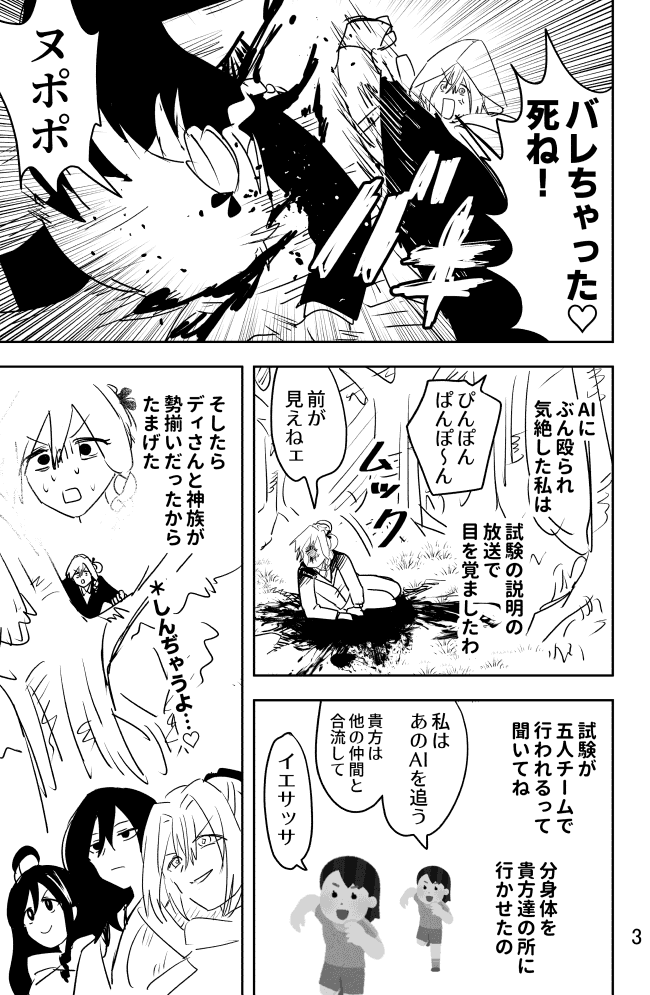 バレちゃった♡
死ね！
ドギャ
ヌポポ
AIに
ぶん殴られ
気絶した私は
ぴんぽん
ぱんぽ〜ん
前が
見えねェ
ムック
試験の説明の
放送で
目を覚ましたわ
試験が
五人チームで
行われるって
聞いてね
私は
あのAIを追う
貴方は
他の仲間と
合流して
イエサッサ
分身体を
貴方達の所に
行かせたの
そしたら
ディさんと神族が
勢揃いだったから
たまげた
＊しんぢゃうよ…♡
3